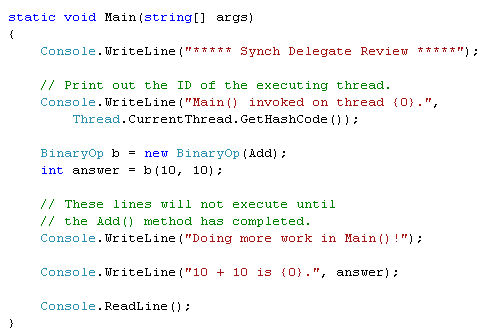 static void Main(string[] args)
{
    Console.WriteLine("***** Synch Delegate Review *****");
    // Print out the ID of the executing thread.
    Console.WriteLine("Main() invoked on thread {0}.",
        Thread.CurrentThread.GetHashCode());
    BinaryOp b = new BinaryOp(Add);
    int answer = b(10, 10);
    // These lines will not execute until
    // the Add() method has completed.
    Console.WriteLine("Doing more work in Main()!");
    Console.WriteLine("10 + 10 is {0}.", answer);
    Console.ReadLine();
}